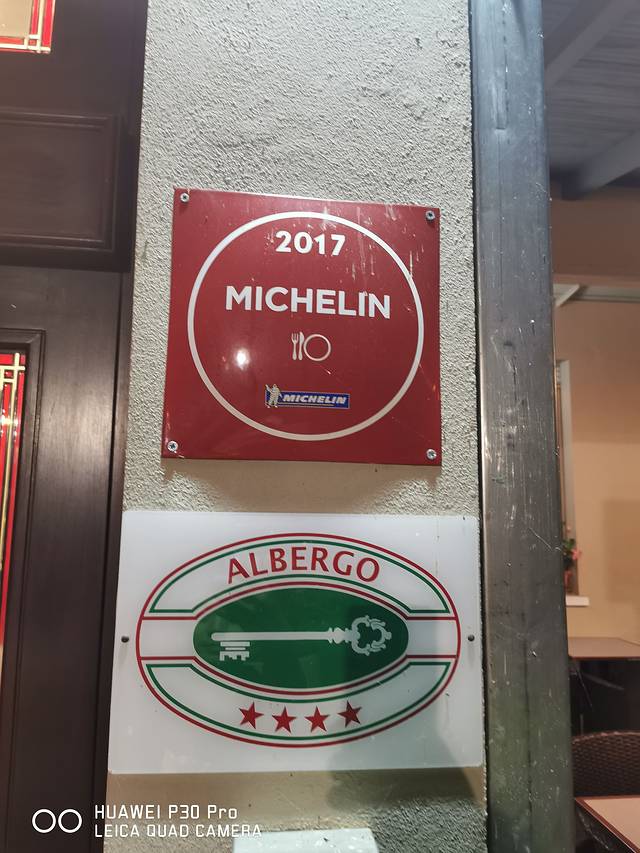 2017
MICHELIN
MICHELIN
ALBERGO
HUAWEI P30 Pro
LEICA QUAD CAMERA